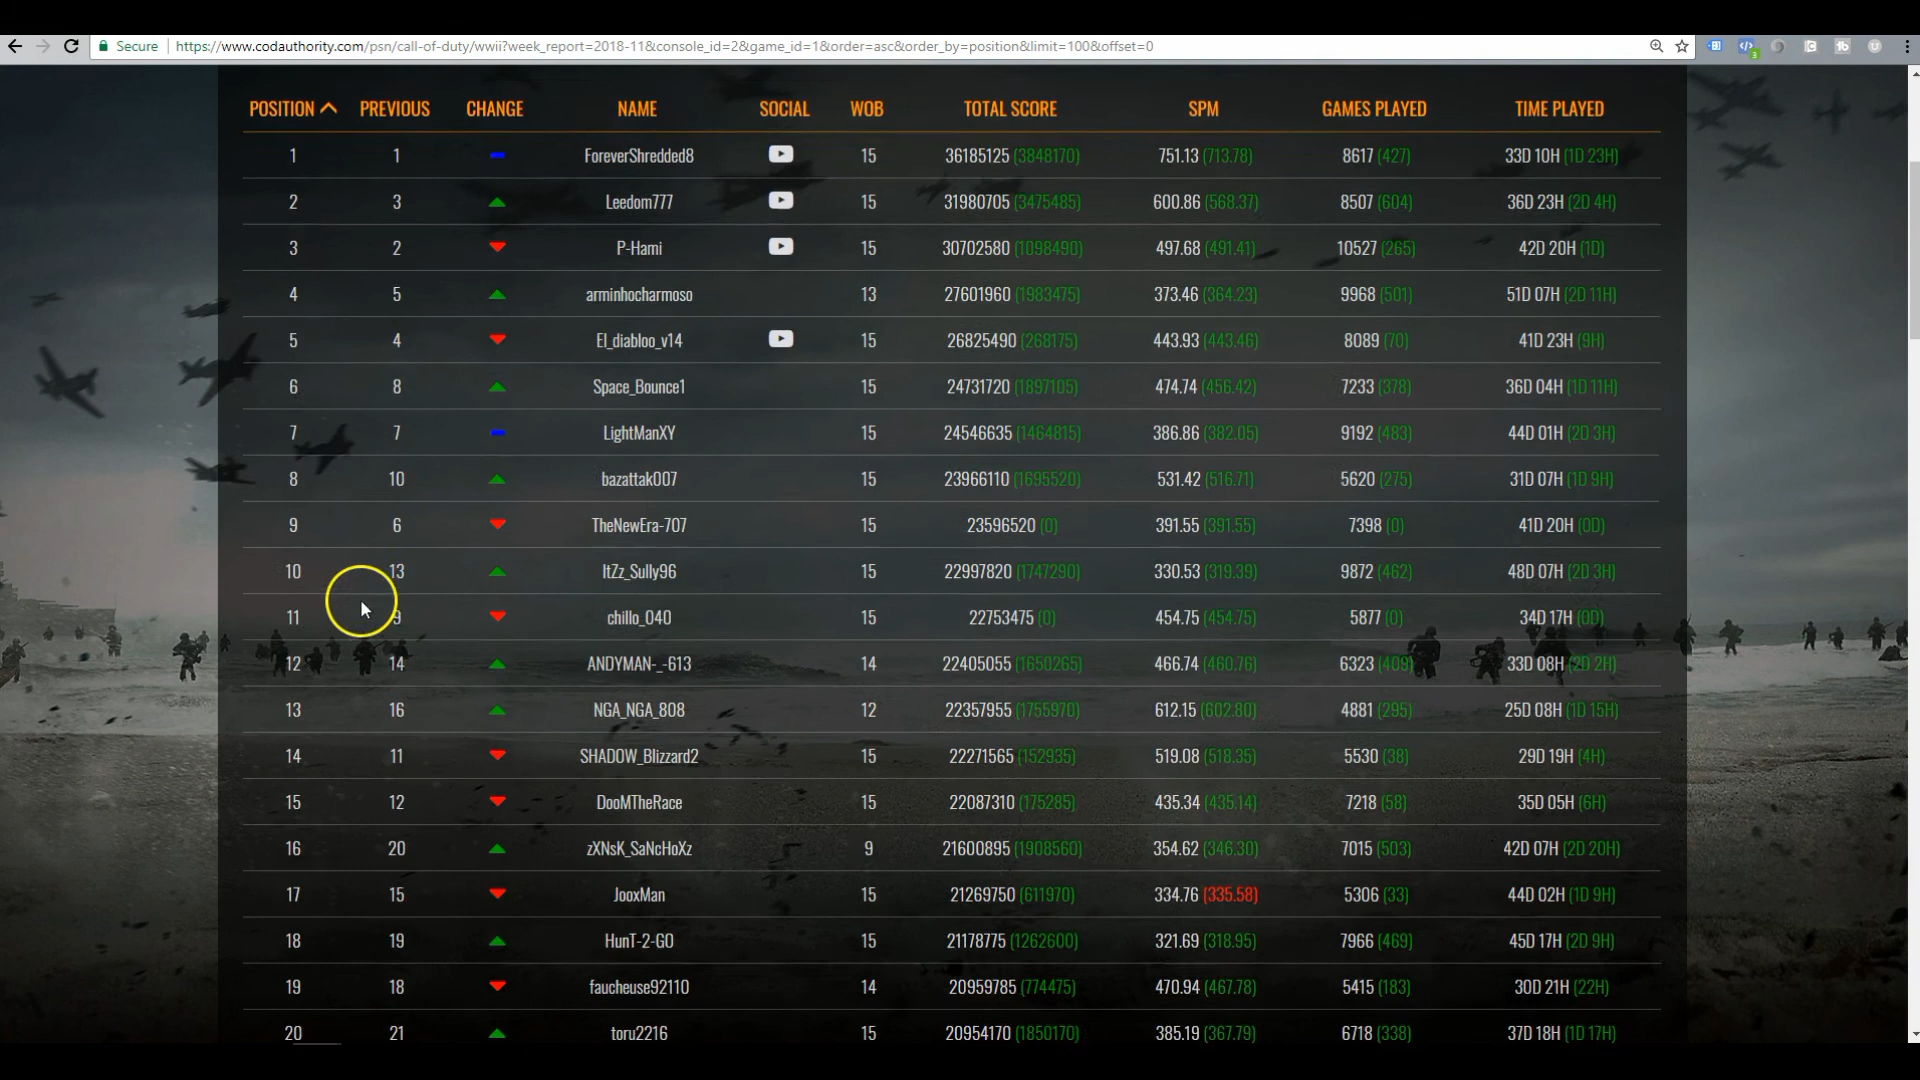 Secure https://www.codauthority.com/psn/call-of-duty/wwii?week_report=2018-11&console_id=2&game_id=1&order=asc&order_by=position&limit=100&offset=0
POSITION PREVIOUS CHANGE NAME SOCIAL WOB TOTAL SCORE SPM GAMES PLAYED TIME PLAYED
1 1 ForeverShredded8 15 36185125 (3848170) 751.13 (713.78) 8617 (427) 33D 10H (1D 23H)
2 3 Leedom777 15 31980705 (3475485) 600.86 (568.37) 8507 (604) 36D 23H (2D 4H)
3 2 P-Hami 15 30702580 (1098490) 497.68 (491.41) 10527 (265) 42D 20H (1D)
4 5 arminhocharmoso 13 27601960 (1983475) 373.46 (364.23) 9968 (501) 51D 07H (2D 11H)
5 4 El_diabloo_v14 15 26825490 (268175) 443.93 (443.46) 8089 (70) 41D 23H (9H)
6 8 Space_Bounce1 15 24731720 (1897105) 474.74 (456.42) 7233 (378) 36D 04H (1D 11H)
7 7 LightManXY 15 24546635 (1464815) 386.86 (382.05) 9192 (483) 44D 01H (2D 3H)
8 10 bazattak007 15 23966110 (1695520) 531.42 (516.71) 5620 (275) 31D 07H (1D 9H)
9 6 TheNewEra-707 15 23596520 (0) 391.55 (391.55) 7398 (0) 41D 20H (0D)
10 13 ItZz_Sully96 15 22997820 (1747290) 330.53 (319.39) 9872 (462) 48D 07H (2D 3H)
11 9 chillo_040 15 22753475 (0) 454.75 (454.75) 5877 (0) 34D 17H (0D)
12 14 ANDYMAN-_-613 14 22405055 (1650265) 466.74 (460.76) 6323 (409) 33D 08H (2D 2H)
13 16 NGA_NGA_808 12 22357955 (1755970) 612.15 (602.80) 4881 (295) 25D 08H (1D 15H)
14 11 SHADOW_Blizzard2 15 22271565 (152935) 519.08 (518.35) 5530 (38) 29D 19H (4H)
15 12 DooMTheRace 15 22087310 (175285) 435.34 (435.14) 7218 (58) 35D 05H (6H)
16 20 zXNsK_SaNcHoXz 9 21600895 (1908560) 354.62 (346.30) 7015 (503) 42D 07H (2D 20H)
17 15 JooxMan 15 21269750 (611970) 334.76 (335.58) 5306 (33) 44D 02H (1D 9H)
18 19 HunT-2-GO 15 21178775 (1262600) 321.69 (318.95) 7966 (469) 45D 17H (2D 9H)
19 18 faucheuse92110 14 20959785 (774475) 470.94 (467.78) 5415 (183) 30D 21H (22H)
20 21 toru2216 15 20954170 (1850170) 385.19 (367.79) 6718 (338) 37D 18H (1D 17H)